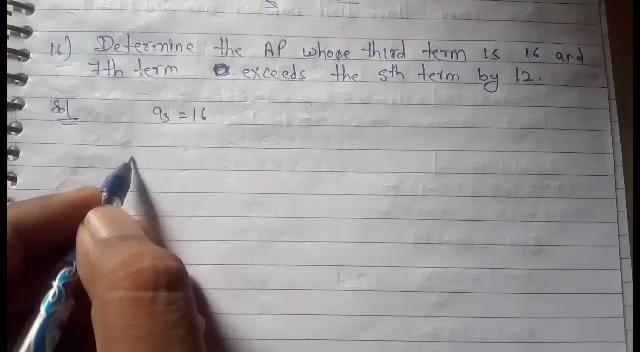 16) Determine the AP whose third term is 16 and
7th term exceeds the 5th term by 12.
Sol a₃ = 16